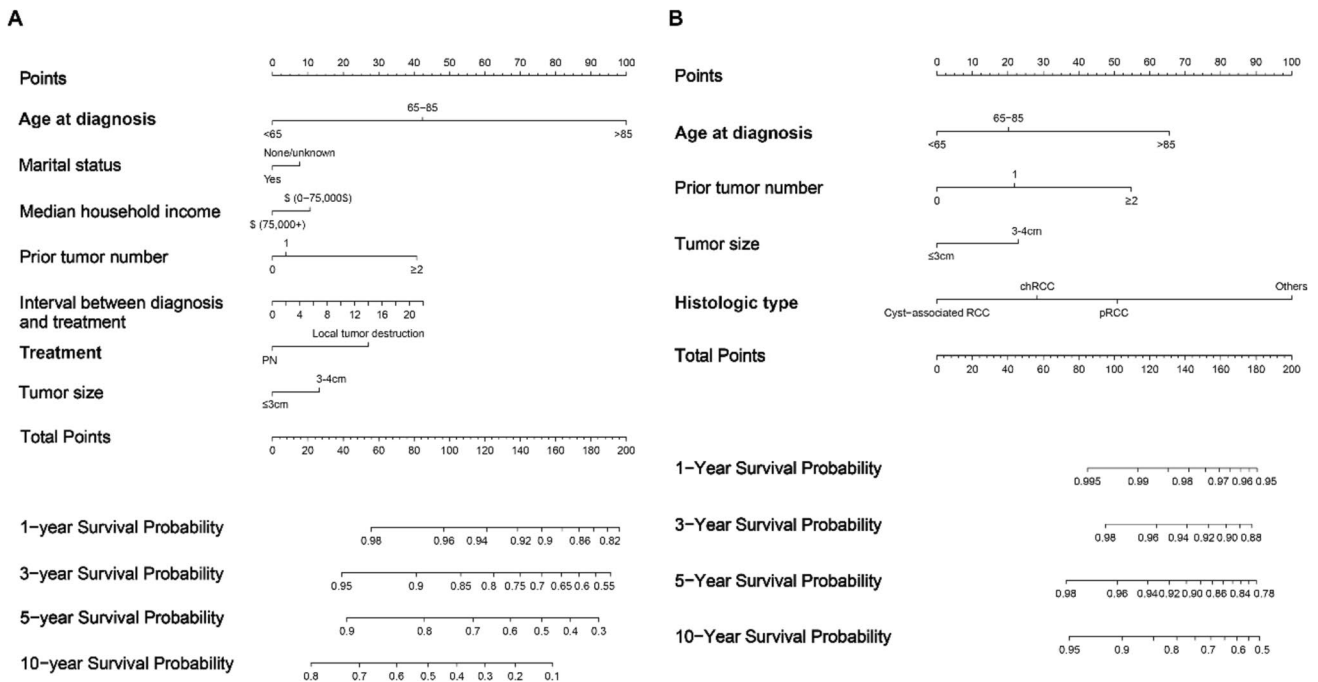 A
Points
0 10 20 30 40 50 60 70 80 90 100
Age at diagnosis
65−85
<65 >85
Marital status
None/unknown
Yes
Median household income
$ (0−75,000$)
$ (75,000+)
Prior tumor number
1
0 ≥2
Interval between diagnosis
and treatment
0 4 6 8 12 16 20
Treatment
Local tumor destruction
PN
Tumor size
3-4cm
≤3cm
Total Points
0 20 40 60 80 100 120 140 160 180 200
1−year Survival Probability
0.98 0.96 0.94 0.92 0.9 0.86 0.82
3−year Survival Probability
0.95 0.9 0.85 0.8 0.75 0.7 0.65 0.6 0.55
5−year Survival Probability
0.9 0.8 0.7 0.6 0.5 0.4 0.3
10−year Survival Probability
0.8 0.7 0.6 0.5 0.4 0.3 0.2 0.1
B
Points
0 10 20 30 40 50 60 70 80 90 100
Age at diagnosis
65−85
<65 >85
Prior tumor number
1
0 ≥2
Tumor size
3-4cm
≤3cm
Histologic type
chRCC Others
Cyst−associated RCC pRCC
Total Points
0 20 40 60 80 100 120 140 160 180 200
1−Year Survival Probability
0.995 0.99 0.98 0.97 0.96 0.95
3−Year Survival Probability
0.98 0.96 0.94 0.92 0.90 0.88
5−Year Survival Probability
0.98 0.96 0.94 0.92 0.90 0.86 0.84 0.78
10−Year Survival Probability
0.95 0.9 0.8 0.7 0.6 0.5